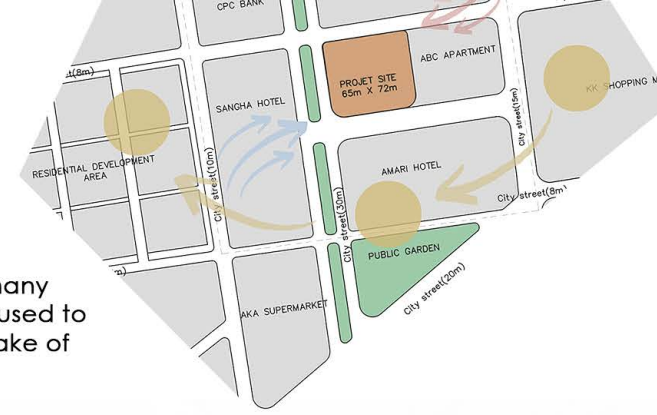 CPC BANK
ABC APARTMENT
t(8m)
PROJET SITE
65m X 72m
KK SHOPPING M
SANGHA HOTEL
City street(15m)
RESIDENTIAL DEVELOPMENT
AREA
City street(10m)
AMARI HOTEL
City street(8m)
City street(30m)
PUBLIC GARDEN
City street(20m)
AKA SUPERMARKET
many
used to
ake of